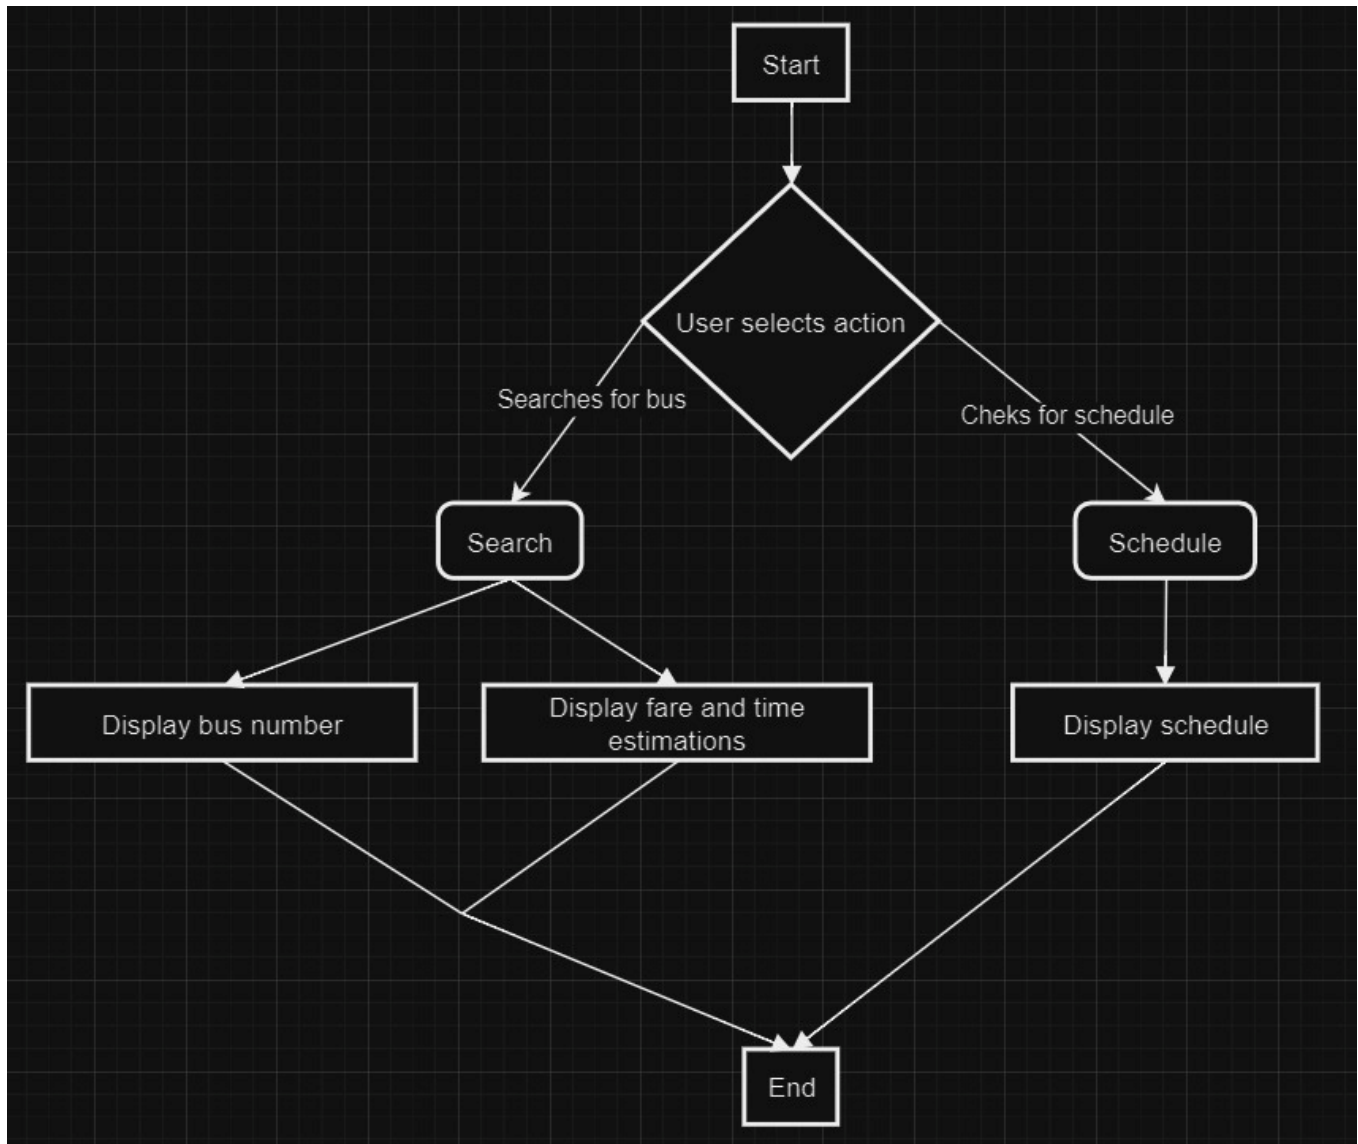 Start
User selects action
Searches for bus
Cheks for schedule
Search
Schedule
Display bus number
Display fare and time
estimations
Display schedule
End